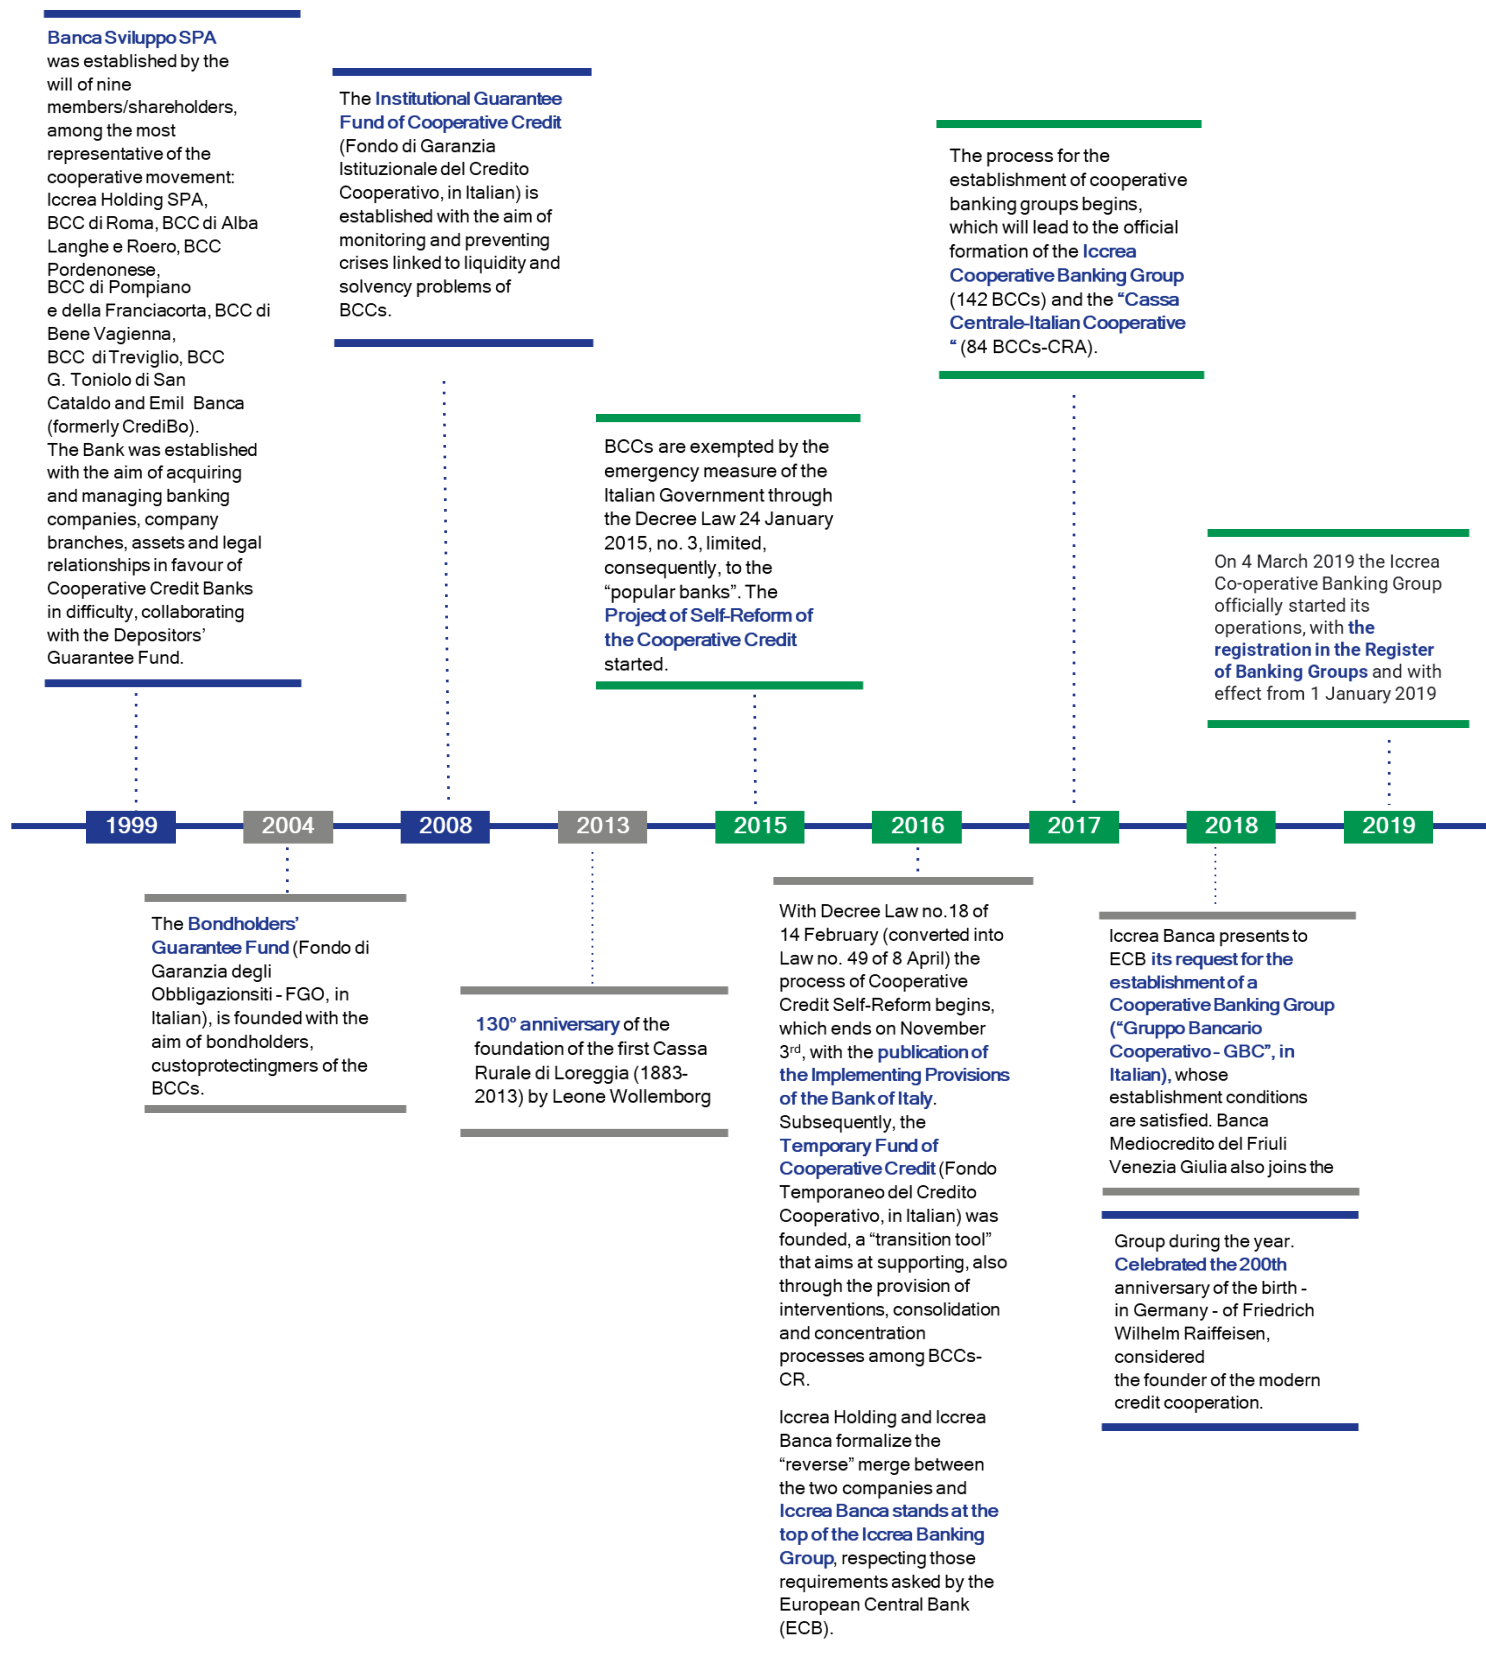 Banca Sviluppo SPA
was established by the
will of nine
members/shareholders,
among the most
representative of the
cooperative movement:
Iccrea Holding SPA,
BCC di Roma, BCC di Alba
Langhe e Roero, BCC
Pordenonese,
BCC di Pompiano
e della Franciacorta, BCC di
Bene Vagienna,
BCC di Treviglio, BCC
G. Toniolo di San
Cataldo and Emil Banca
(formerly CrediBo).
The Bank was established
with the aim of acquiring
and managing banking
companies, company
branches, assets and legal
relationships in favour of
Cooperative Credit Banks
in difficulty, collaborating
with the Depositors’
Guarantee Fund.
The Institutional Guarantee
Fund of Cooperative Credit
(Fondo di Garanzia
Istituzionale del Credito
Cooperativo, in Italian) is
established with the aim of
monitoring and preventing
crises linked to liquidity and
solvency problems of
BCCs.
BCCs are exempted by the
emergency measure of the
Italian Government through
the Decree Law 24 January
2015, no. 3, limited,
consequently, to the
“popular banks”. The
Project of Self-Reform of
the Cooperative Credit
started.
The process for the
establishment of cooperative
banking groups begins,
which will lead to the official
formation of the Iccrea
Cooperative Banking Group
(142 BCCs) and the “Cassa
Centrale-Italian Cooperative
“ (84 BCCs-CRA).
On 4 March 2019 the Iccrea
Co-operative Banking Group
officially started its
operations, with the
registration in the Register
of Banking Groups and with
effect from 1 January 2019
1999 2004 2008 2013 2015 2016 2017 2018 2019
The Bondholders’
Guarantee Fund (Fondo di
Garanzia degli
Obbligazionsiti - FGO, in
Italian), is founded with the
aim of bondholders,
custoprotectingmers of the
BCCs.
130° anniversary of the
foundation of the first Cassa
Rurale di Loreggia (1883-
2013) by Leone Wollemborg
With Decree Law no.18 of
14 February (converted into
Law no. 49 of 8 April) the
process of Cooperative
Credit Self-Reform begins,
which ends on November
3rd, with the publication of
the Implementing Provisions
of the Bank of Italy.
Subsequently, the
Temporary Fund of
Cooperative Credit (Fondo
Temporaneo del Credito
Cooperativo, in Italian) was
founded, a “transition tool”
that aims at supporting, also
through the provision of
interventions, consolidation
and concentration
processes among BCCs-
CR.
Iccrea Holding and Iccrea
Banca formalize the
“reverse” merge between
the two companies and
Iccrea Banca stands at the
top of the Iccrea Banking
Group, respecting those
requirements asked by the
European Central Bank
(ECB).
Iccrea Banca presents to
ECB its request for the
establishment of a
Cooperative Banking Group
(“Gruppo Bancario
Cooperativo - GBC”, in
Italian), whose
establishment conditions
are satisfied. Banca
Mediocredito del Friuli
Venezia Giulia also joins the
Group during the year.
Celebrated the 200th
anniversary of the birth -
in Germany - of Friedrich
Wilhelm Raiffeisen,
considered
the founder of the modern
credit cooperation.